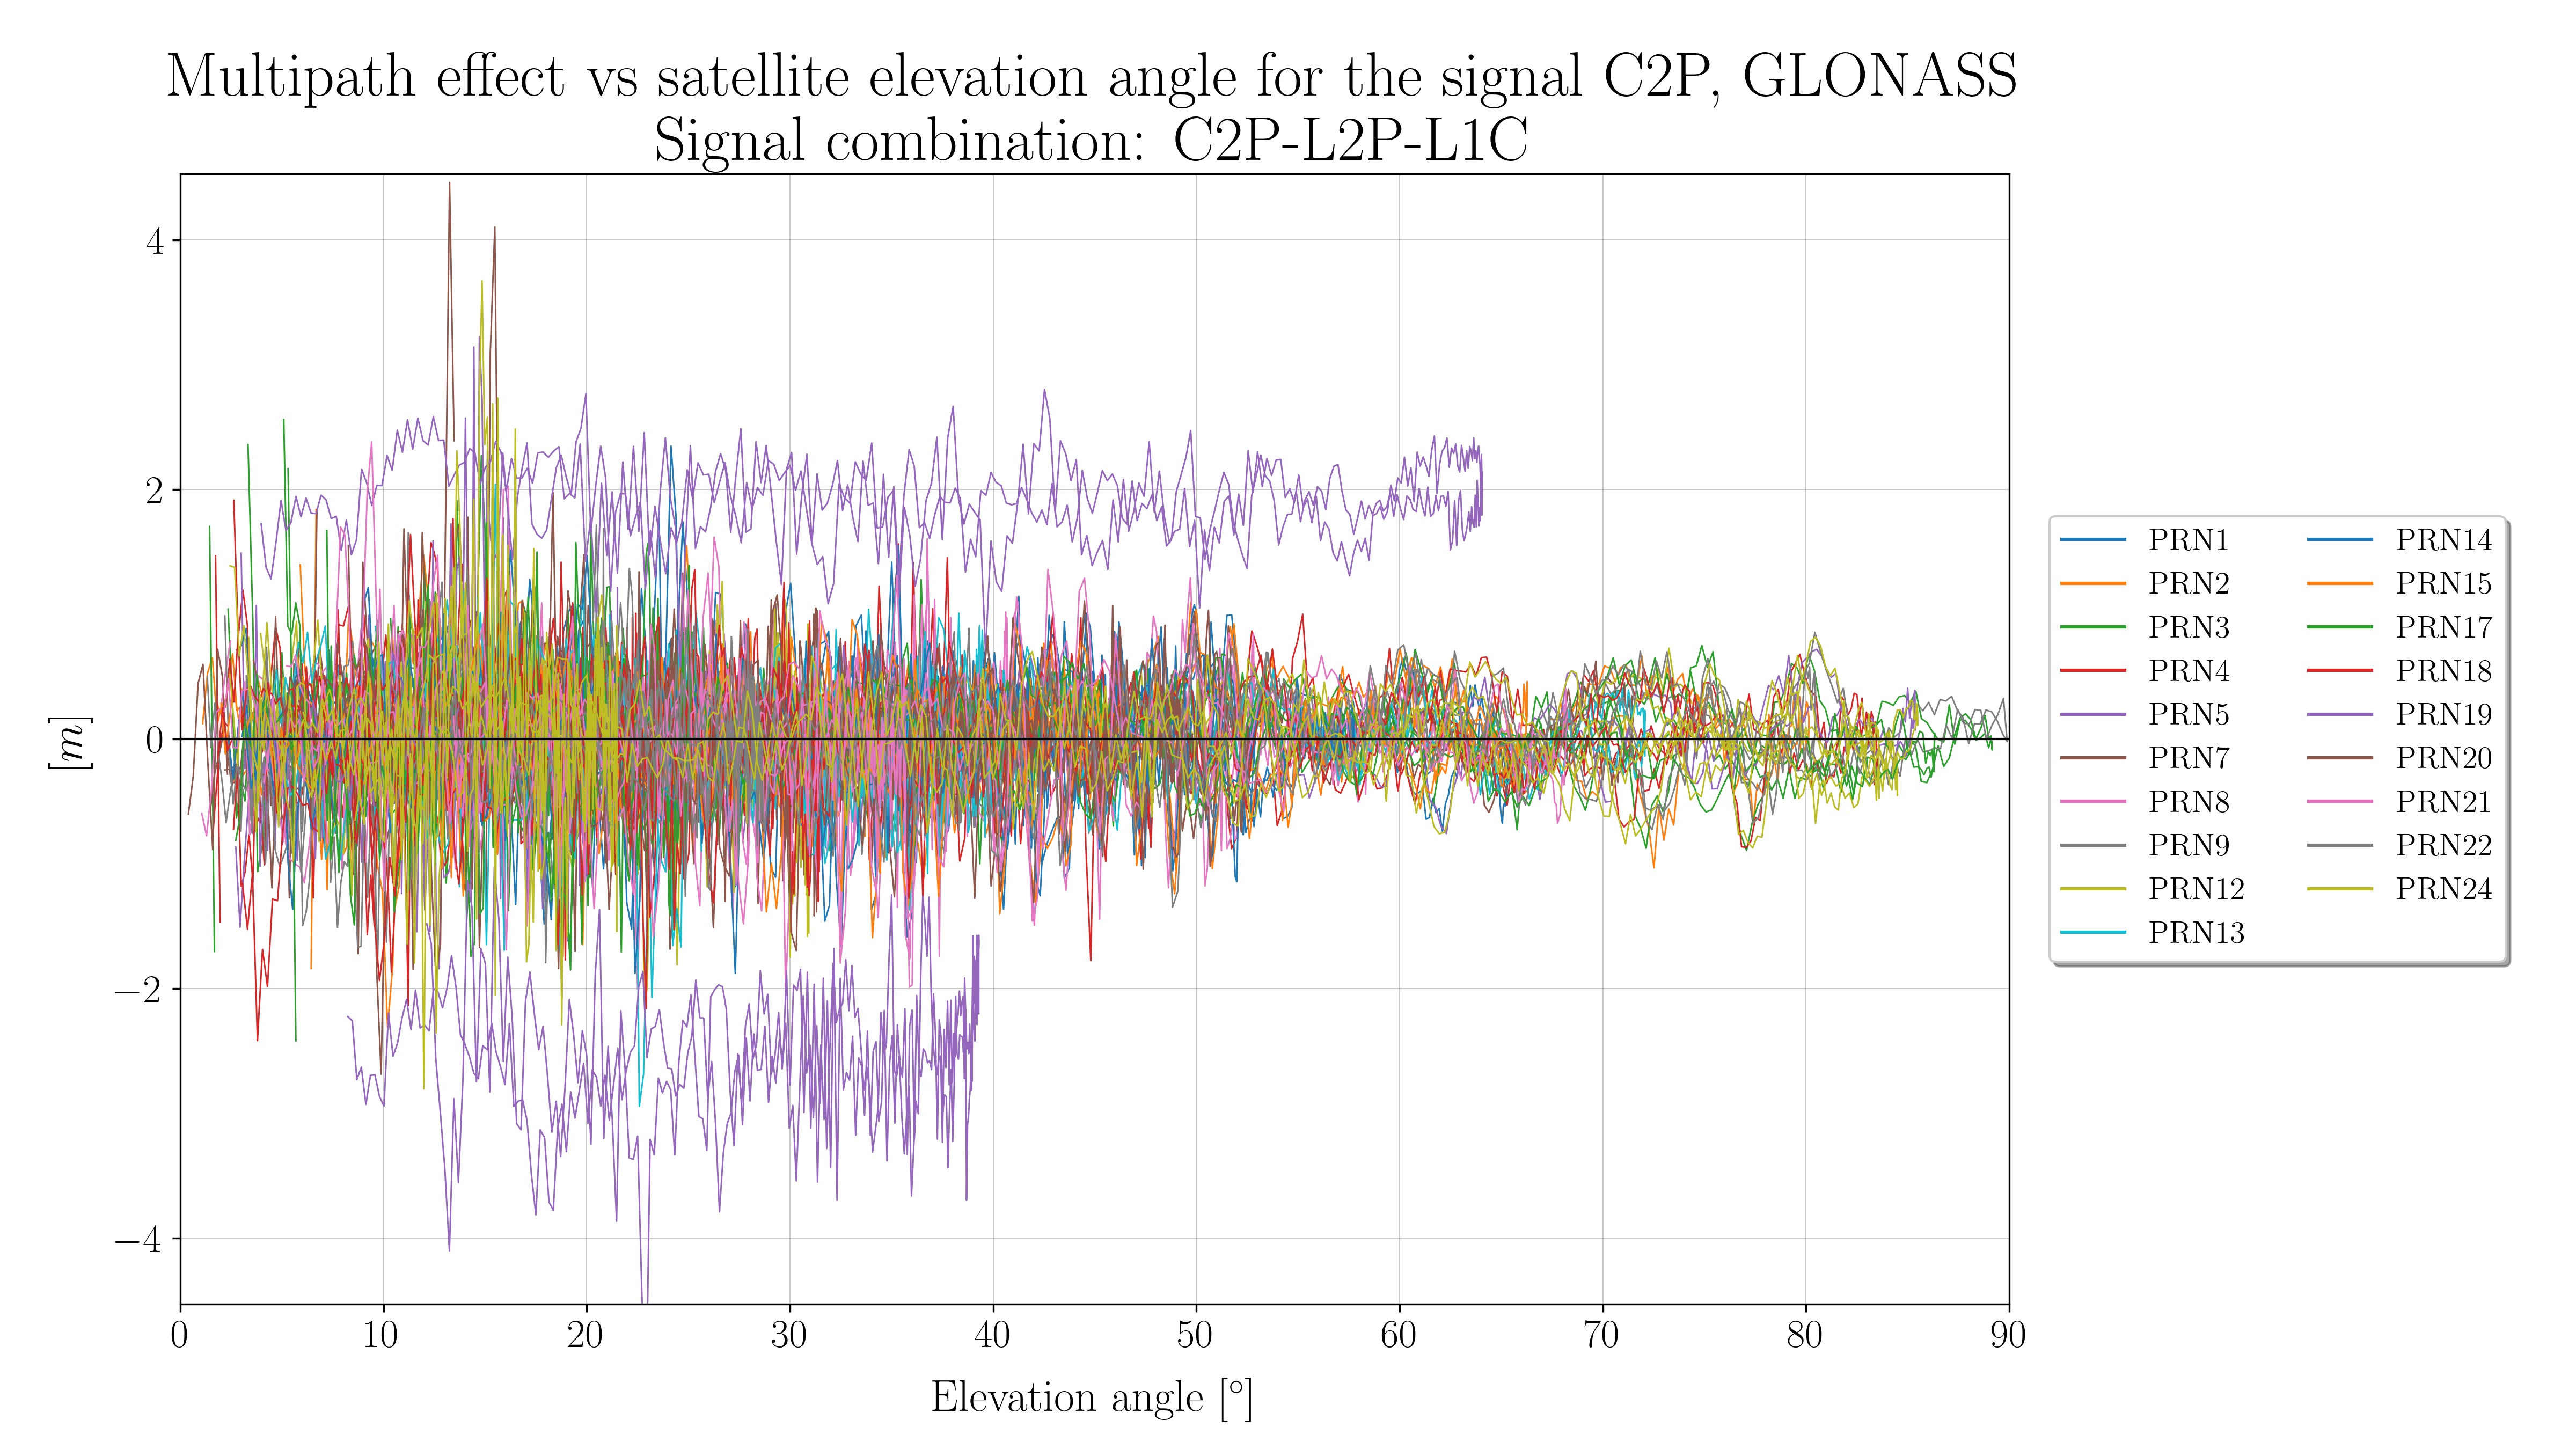 Multipath effect vs satellite elevation angle for the signal C2P, GLONASS
Signal combination: C2P-L2P-L1C
[m]
4
2
0
−2
−4
0 10 20 30 40 50 60 70 80 90
Elevation angle [°]
PRN1
PRN2
PRN3
PRN4
PRN5
PRN7
PRN8
PRN9
PRN12
PRN13
PRN14
PRN15
PRN17
PRN18
PRN19
PRN20
PRN21
PRN22
PRN24